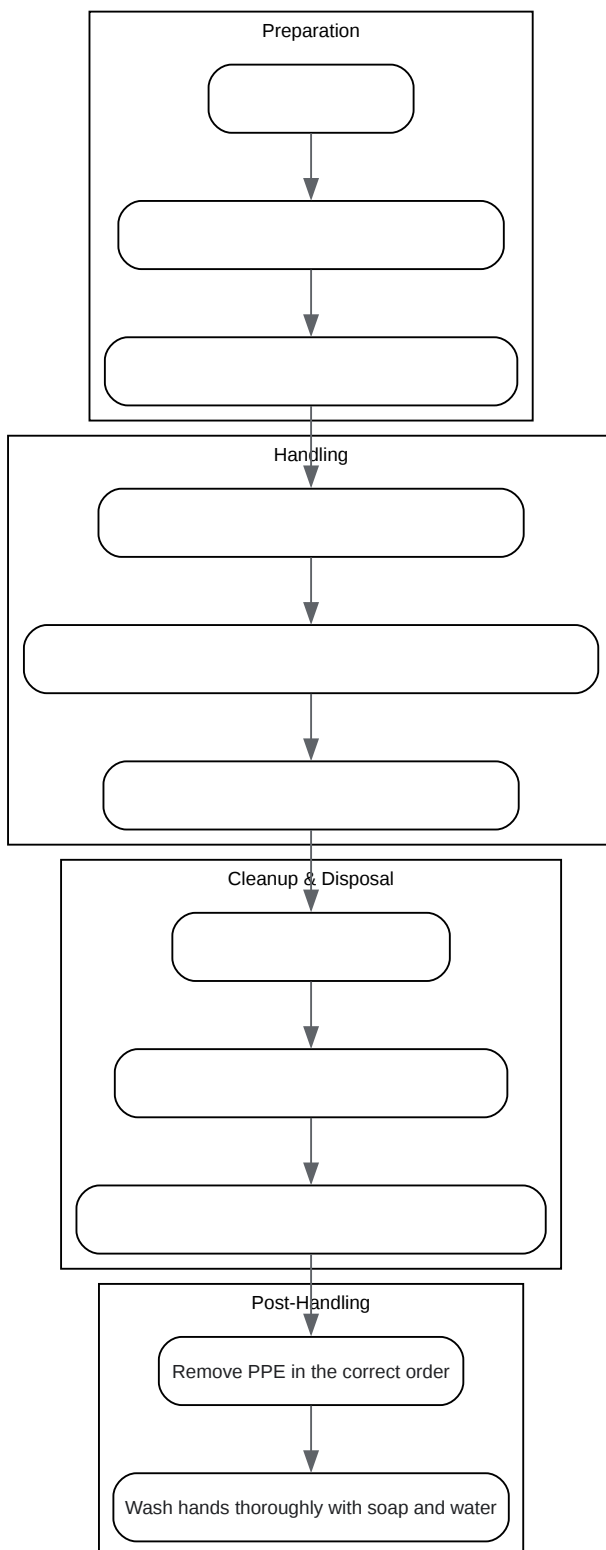 Preparation
Handling
Cleanup & Disposal
Post-Handling
Remove PPE in the correct order
Wash hands thoroughly with soap and water